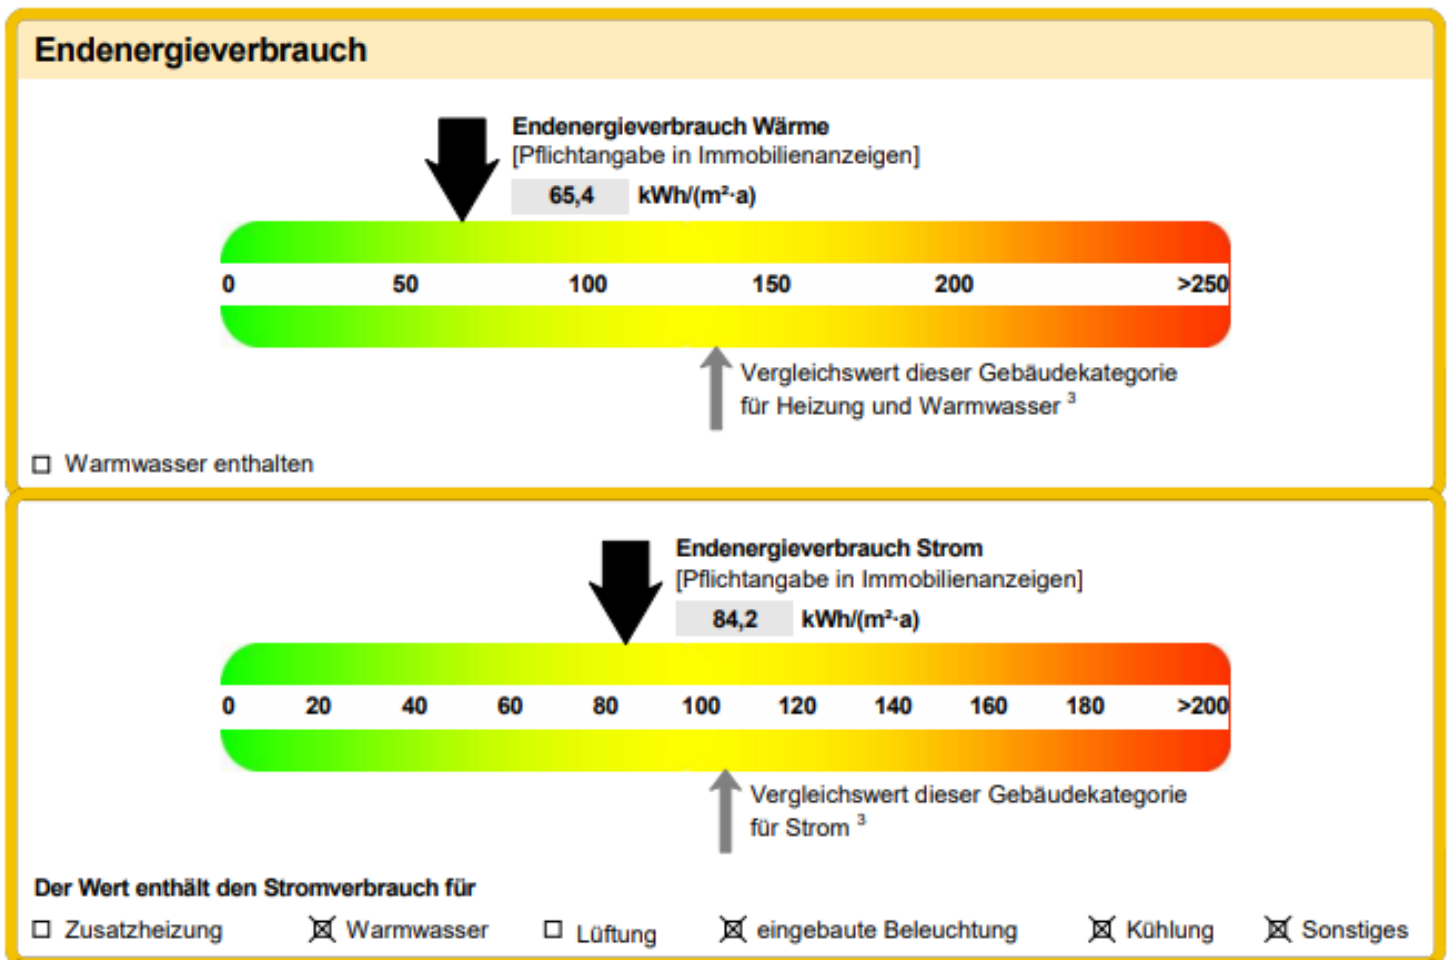 Endenergieverbrauch
Endenergieverbrauch Wärme
[Pflichtangabe in Immobilienanzeigen]
65,4 kWh/(m²·a)
0 50 100 150 200 >250
Vergleichswert dieser Gebäudekategorie
für Heizung und Warmwasser ³
☐ Warmwasser enthalten
Endenergieverbrauch Strom
[Pflichtangabe in Immobilienanzeigen]
84,2 kWh/(m²·a)
0 20 40 60 80 100 120 140 160 180 >200
Vergleichswert dieser Gebäudekategorie
für Strom ³
Der Wert enthält den Stromverbrauch für
☐ Zusatzheizung ☒ Warmwasser ☐ Lüftung ☒ eingebaute Beleuchtung ☒ Kühlung ☒ Sonstiges